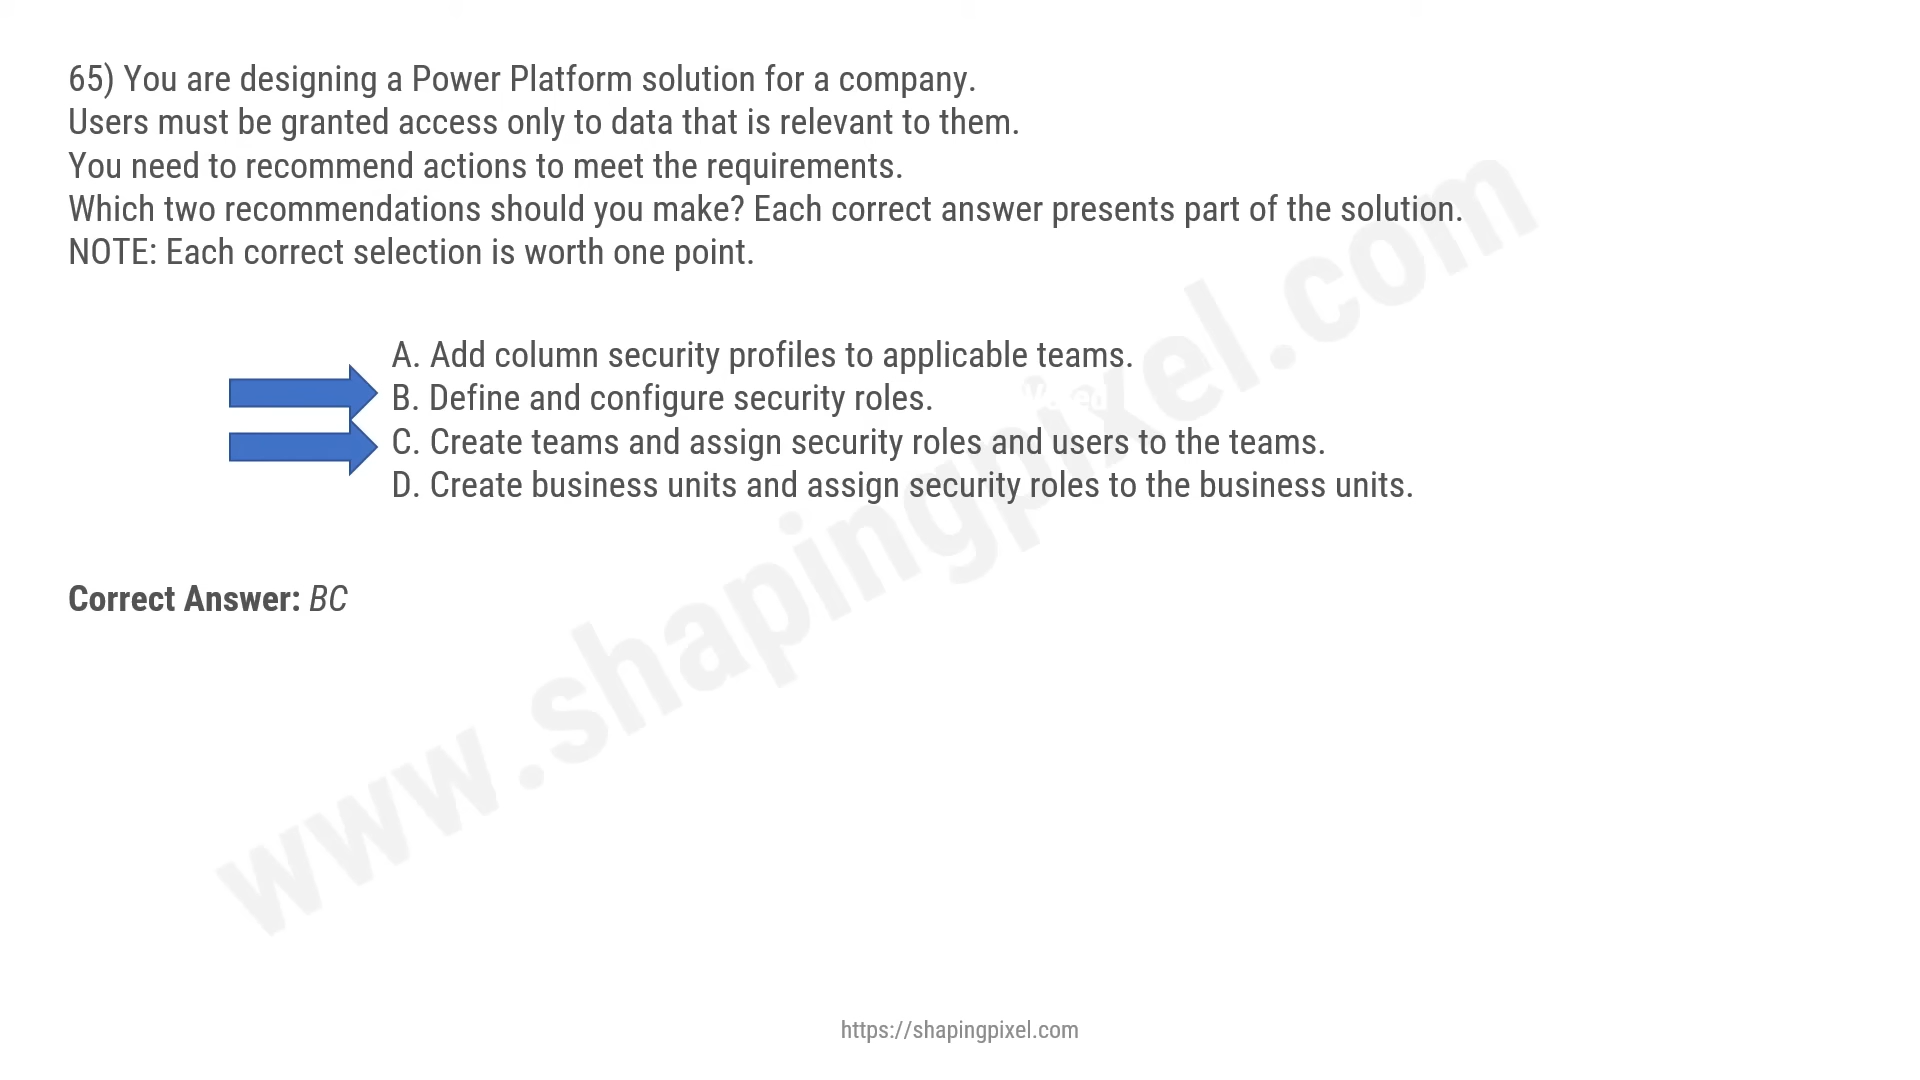 65) You are designing a Power Platform solution for a company.
Users must be granted access only to data that is relevant to them.
You need to recommend actions to meet the requirements.
Which two recommendations should you make? Each correct answer presents part of the solution.
NOTE: Each correct selection is worth one point.
A. Add column security profiles to applicable teams.
B. Define and configure security roles.
C. Create teams and assign security roles and users to the teams.
D. Create business units and assign security roles to the business units.
Correct Answer: BC
www.shapingpixel.com
https://shapingpixel.com